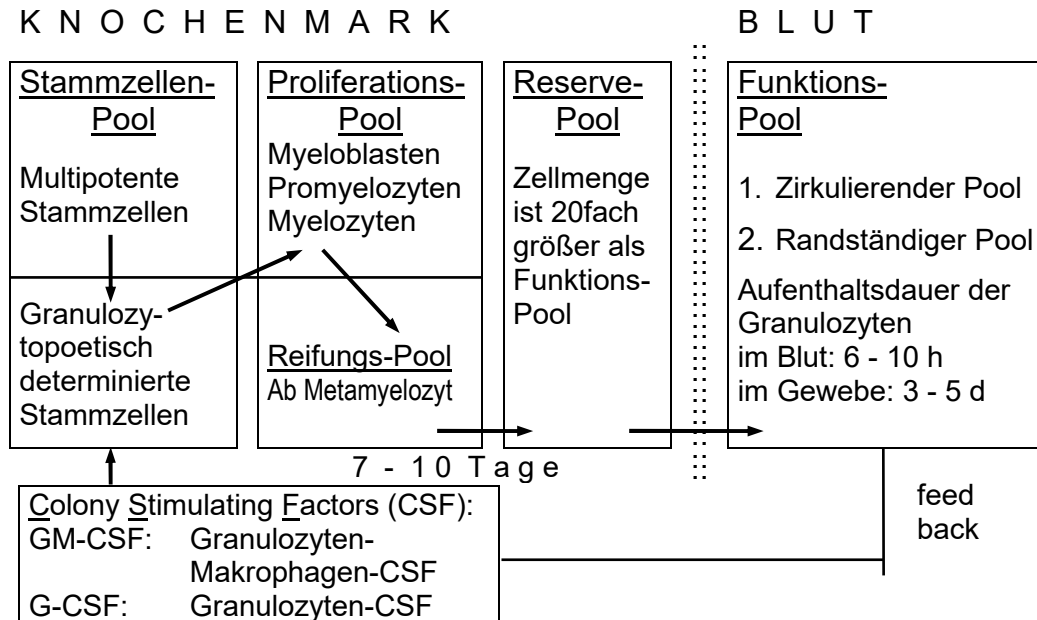 K N O C H E N M A R K
B L U T
Stammzellen-
Pool
Multipotente
Stammzellen
Granulozy-
topoetisch
determinierte
Stammzellen
Proliferations-
Pool
Myeloblasten
Promyelozyten
Myelozyten
Reifungs-Pool
Ab Metamyelozyt
Reserve-
Pool
Zellmenge
ist 20fach
größer als
Funktions-
Pool
Funktions-
Pool
1. Zirkulierender Pool
2. Randständiger Pool
Aufenthaltsdauer der
Granulozyten
im Blut: 6 - 10 h
im Gewebe: 3 - 5 d
7 - 10 Tage
Colony Stimulating Factors (CSF):
GM-CSF: Granulozyten-
Makrophagen-CSF
G-CSF: Granulozyten-CSF
feed
back